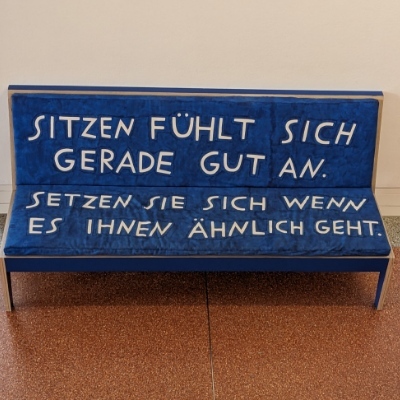 SITZEN FÜHLT SICH
GERADE GUT AN.
SETZEN SIE SICH WENN
ES IHNEN ÄHNLICH GEHT.